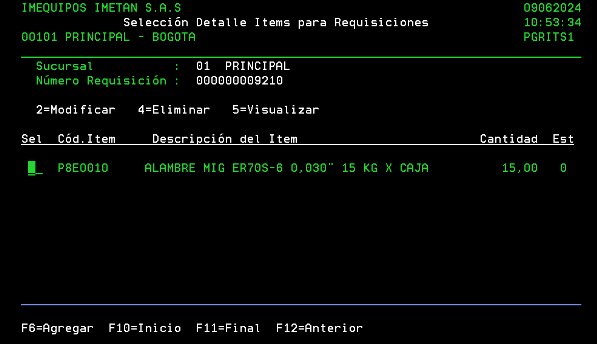 IMEQUIPOS IMETAN S.A.S 09062024
Selección Detalle Items para Requisiciones 10:53:34
00101 PRINCIPAL - BOGOTA PGRITS1
Sucursal : 01 PRINCIPAL
Número Requisición : 000000009210
2=Modificar 4=Eliminar 5=Visualizar
Sel Cód.Item Descripción del Item Cantidad Est
P8E0010 ALAMBRE MIG ER70S-6 0,030" 15 KG X CAJA 15,00 0
F6=Agregar F10=Inicio F11=Final F12=Anterior